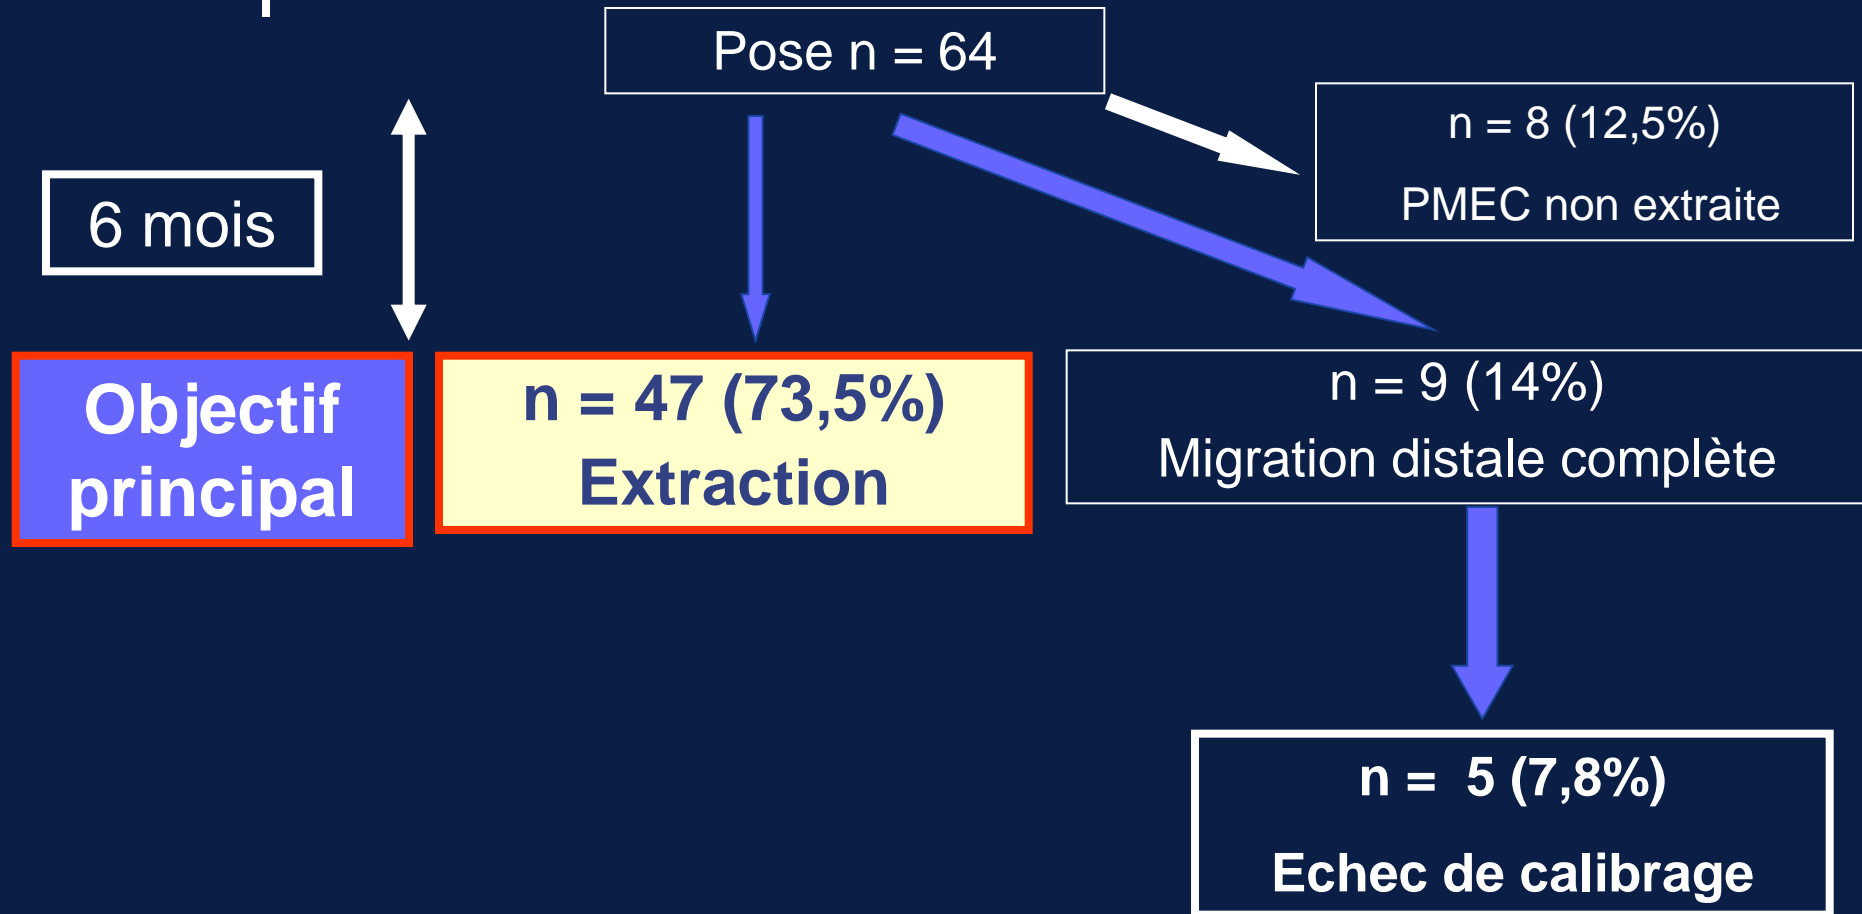 Pose n = 64
n = 8 (12,5%)
PMEC non extraite
6 mois
Objectif
principal
n = 47 (73,5%)
Extraction
n = 9 (14%)
Migration distale complète
n = 5 (7,8%)
Echec de calibrage